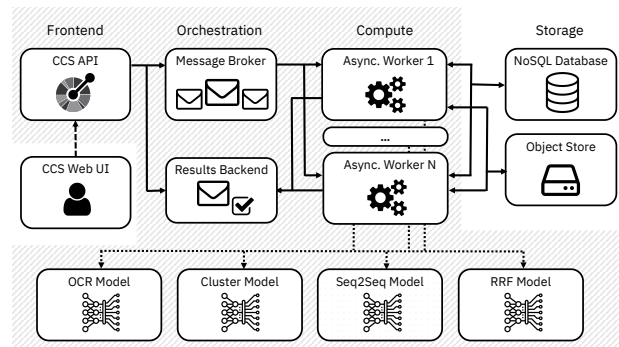 Frontend Orchestration Compute Storage
CCS API Message Broker Async. Worker 1 NoSQL Database
...
Object Store
CCS Web UI Results Backend Async. Worker N
OCR Model Cluster Model Seq2Seq Model RRF Model